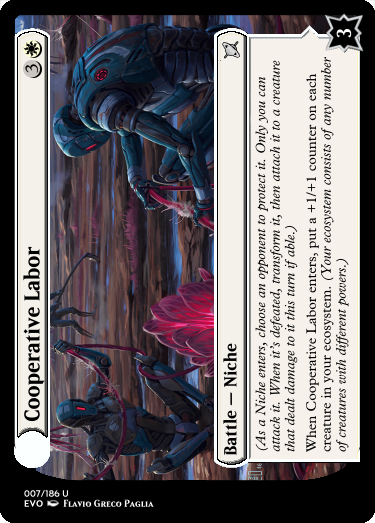 Cooperative Labor
3
Battle — Niche
(As a Niche enters, choose an opponent to protect it. Only you can
attack it. When it's defeated, transform it, then attach it to a creature
that dealt damage to it this turn if able.)
When Cooperative Labor enters, put a +1/+1 counter on each
creature in your ecosystem. (Your ecosystem consists of any number
of creatures with different powers.)
3
007/186 U
EVO Flavio Greco Paglia